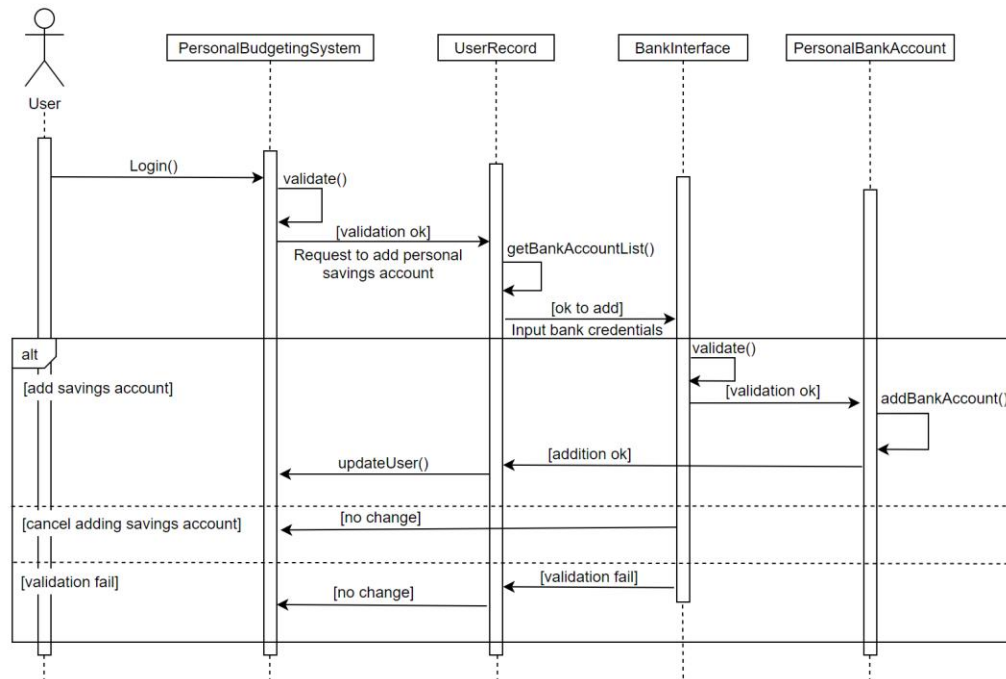 PersonalBudgetingSystem
UserRecord
BankInterface
PersonalBankAccount
User
Login()
validate()
[validation ok]
Request to add personal
savings account
getBankAccountList()
[ok to add]
Input bank credentials
alt
validate()
[add savings account]
[validation ok]
addBankAccount()
[addition ok]
updateUser()
[cancel adding savings account]
[no change]
[validation fail]
[validation fail]
[no change]